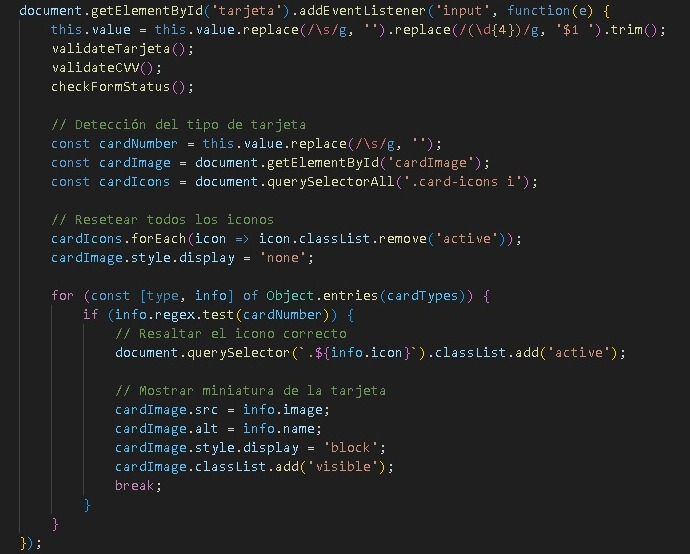 document.getElementById('tarjeta').addEventListener('input', function(e) {
    this.value = this.value.replace(/\s/g, '').replace(/(\d{4})/g, '$1 ').trim();
    validateTarjeta();
    validateCVV();
    checkFormStatus();

    // Detección del tipo de tarjeta
    const cardNumber = this.value.replace(/\s/g, '');
    const cardImage = document.getElementById('cardImage');
    const cardIcons = document.querySelectorAll('.card-icons i');

    // Resetear todos los iconos
    cardIcons.forEach(icon => icon.classList.remove('active'));
    cardImage.style.display = 'none';

    for (const [type, info] of Object.entries(cardTypes)) {
        if (info.regex.test(cardNumber)) {
            // Resaltar el icono correcto
            document.querySelector(`.${info.icon}`).classList.add('active');

            // Mostrar miniatura de la tarjeta
            cardImage.src = info.image;
            cardImage.alt = info.name;
            cardImage.style.display = 'block';
            cardImage.classList.add('visible');
            break;
        }
    }
});